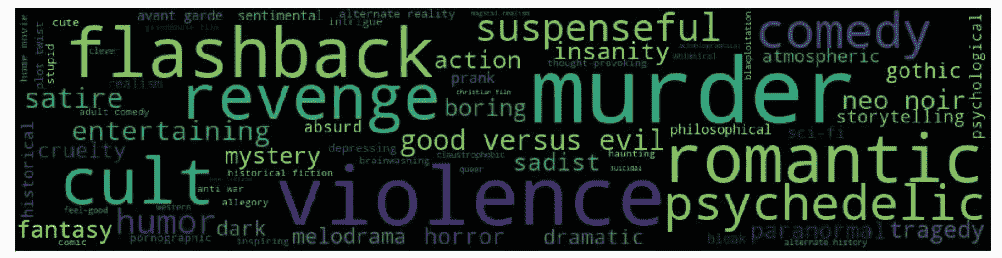 cute avant garde sentimental alternate reality intrigue magical realism
home movie plot twist stupid clever flashback suspenseful comedy
action insanity thought-provoking blaxploitation atmospheric psychological
satire realism revenge prank murder gothic
adult comedy christian film boring neo noir
entertaining absurd good versus evil philosophical sci-fi storytelling
historical cruelty mystery depressing brainwashing claustrophobic sadist haunting romantic
cult historical fiction violence queer suicidal
anti war allegory psychedelic
feel-good western humor dark
fantasy comic pornographic inspiring melodrama horror dramatic bleak paranormal alternate history tragedy